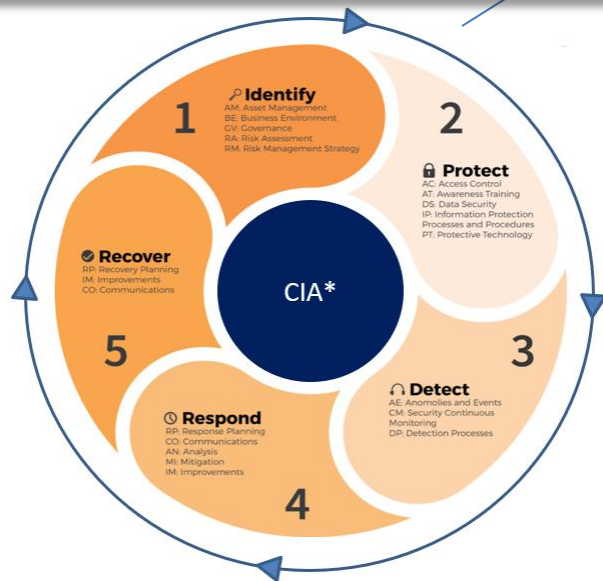 1
Identify
AM: Asset Management
BE: Business Environment
GV: Governance
RA: Risk Assessment
RM: Risk Management Strategy
2
Protect
AC: Access Control
AT: Awareness Training
DS: Data Security
IP: Information Protection
Processes and Procedures
PT: Protective Technology
3
Detect
AE: Anomolies and Events
CM: Security Continuous
Monitoring
DP: Detection Processes
4
Respond
RP: Response Planning
CO: Communications
AN: Analysis
MI: Mitigation
IM: Improvements
5
Recover
RP: Recovery Planning
IM: Improvements
CO: Communications
CIA*